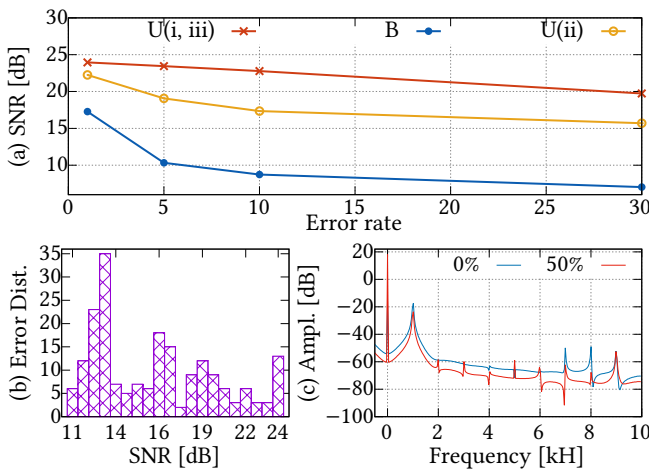 U(i, iii) B U(ii)
30
25
20
15
10
(a) SNR [dB]
0 5 10 15 20 25 30
Error rate
35
30
25
20
15
10
5
0
(b) Error Dist.
11 14 16 19 22 24
SNR [dB]
0% 50%
20
0
−20
−40
−60
−80
−100
(c) Ampl. [dB]
0 2 4 6 8 10
Frequency [kH]